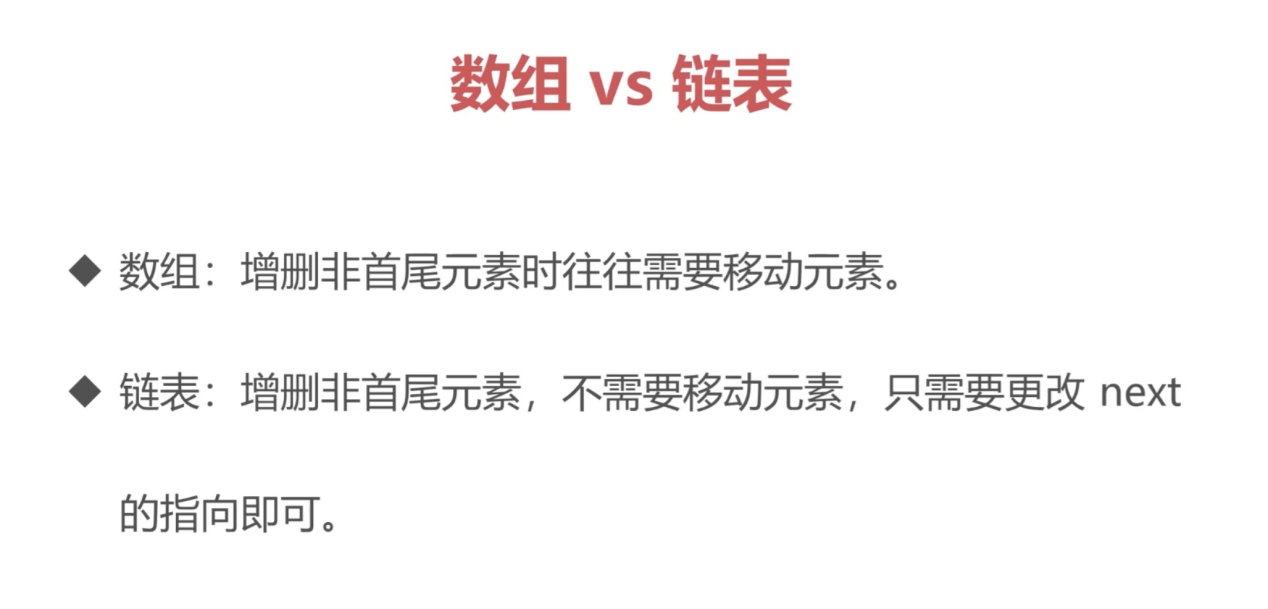 数组 vs 链表
◆ 数组：增删非首尾元素时往往需要移动元素。
◆ 链表：增删非首尾元素，不需要移动元素，只需要更改 next
的指向即可。